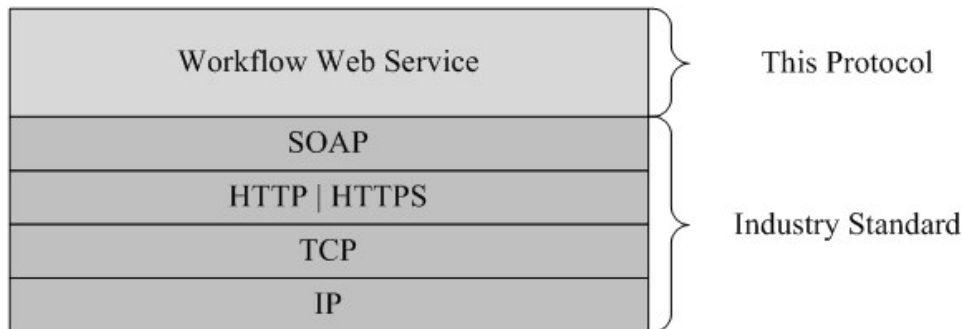 Workflow Web Service
This Protocol
SOAP
HTTP | HTTPS
TCP
IP
Industry Standard